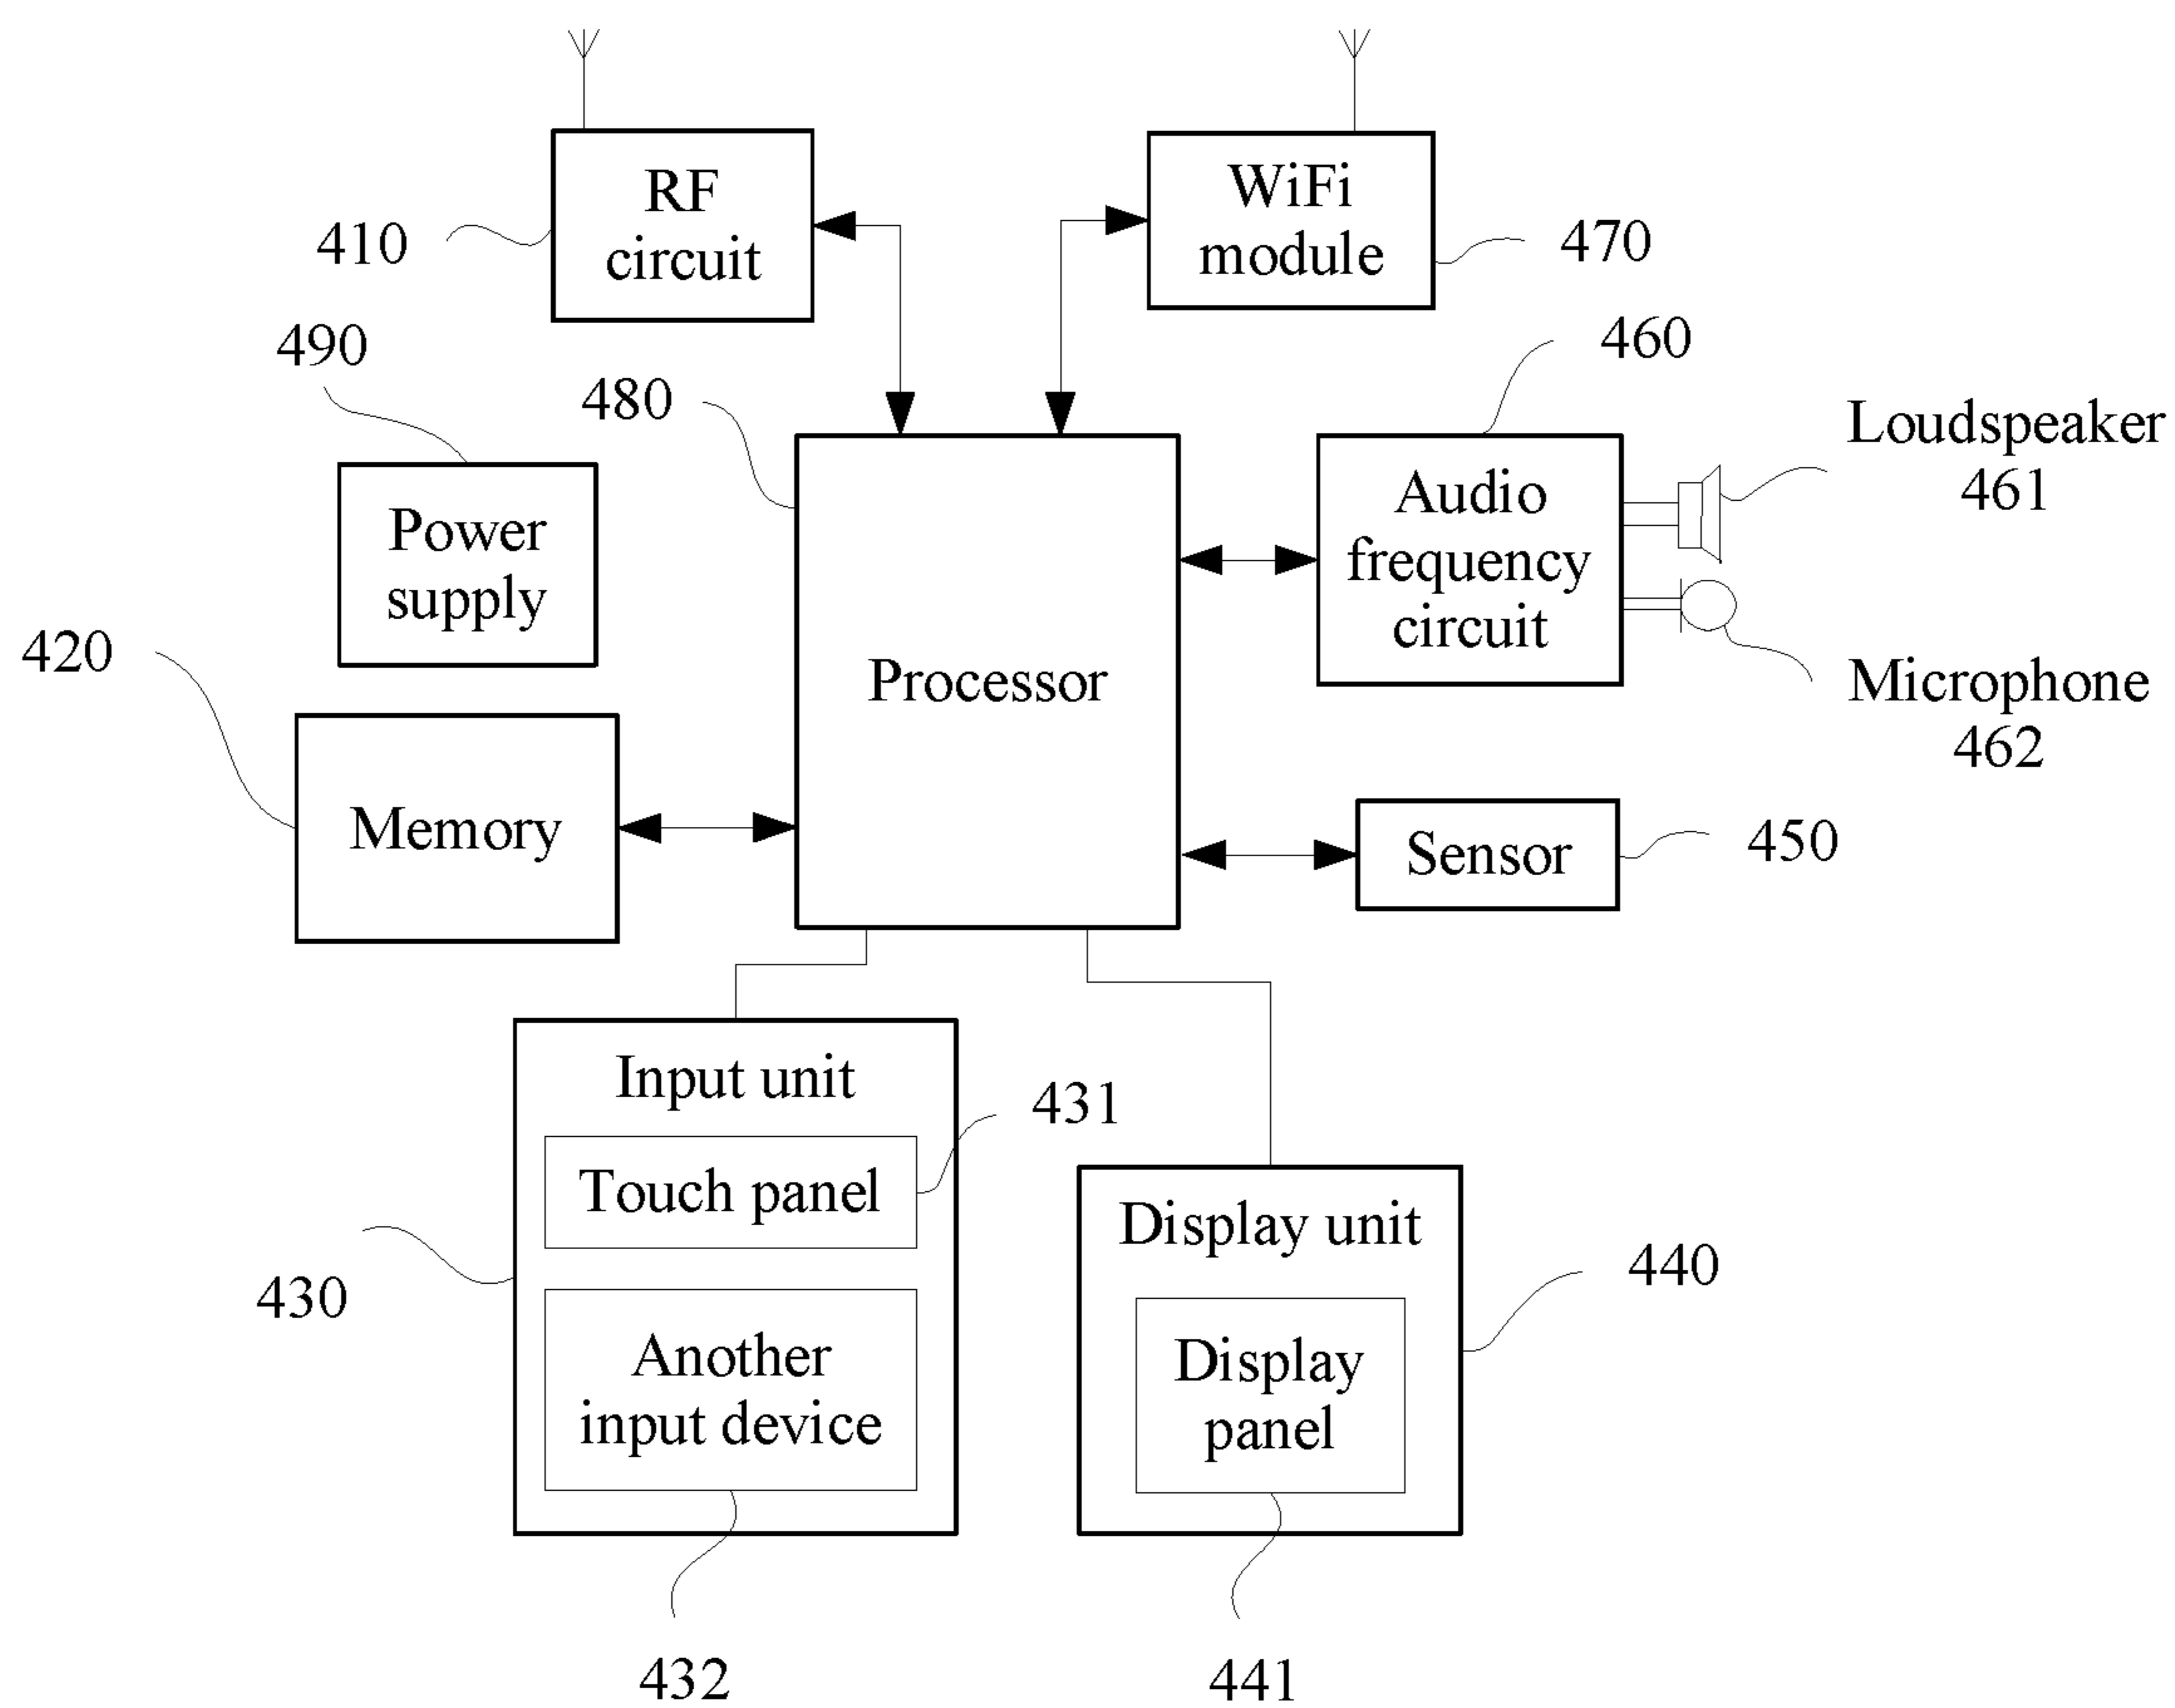 RF
circuit
410
WiFi
module
470
490
480
460
Power
supply
Audio
frequency
circuit
Loudspeaker
461
Processor
420
Memory
Microphone
462
Sensor
450
Input unit
431
Touch panel
430
Another
input device
432
Display unit
440
Display
panel
441